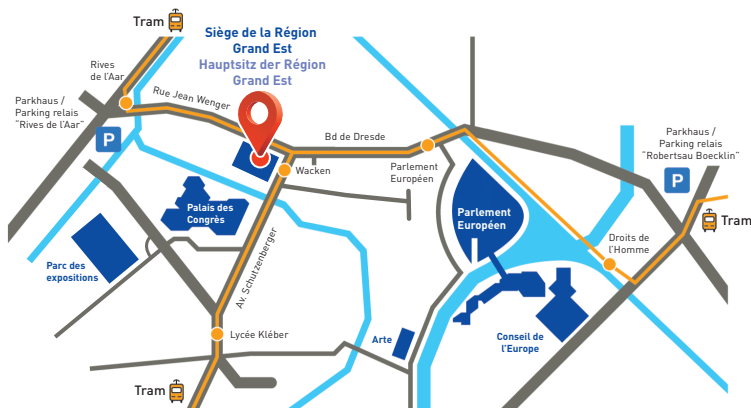 Tram
Siège de la Région
Grand Est
Hauptsitz der Région
Grand Est
Rives
de l'Aar
Rue Jean Wenger
Parkhaus /
Parking relais
"Rives de l'Aar"
P
Bd de Dresde
Parkhaus /
Parking relais
"Robertsau Boecklin"
P
Wacken
Parlement
Européen
Palais des
Congrès
Parlement
Européen
Tram
Droits de
l'Homme
Parc des
expositions
Av. Schutzenberger
Lycée Kléber
Arte
Conseil de
l'Europe
Tram